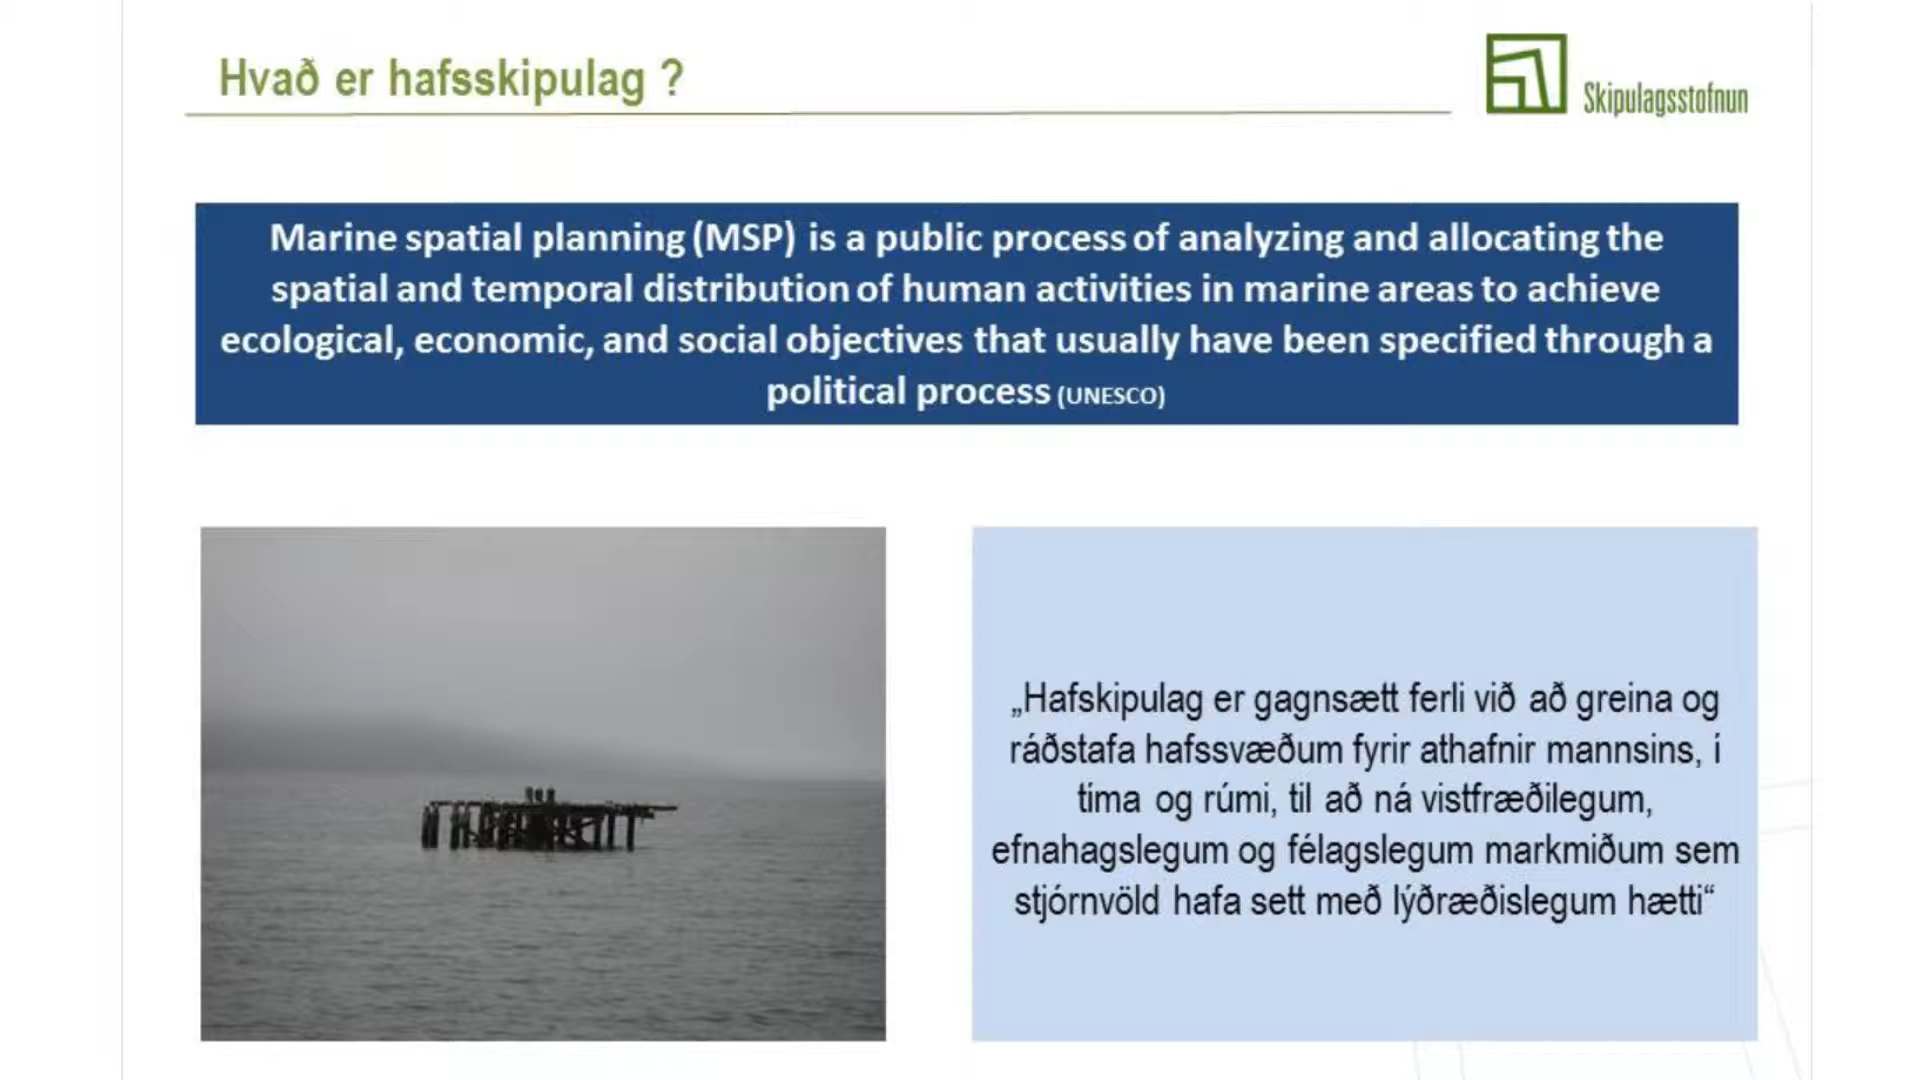 Hvað er hafsskipulag ?
Skipulagsstofnun
Marine spatial planning (MSP) is a public process of analyzing and allocating the
spatial and temporal distribution of human activities in marine areas to achieve
ecological, economic, and social objectives that usually have been specified through a
political process (UNESCO)
„Hafskipulag er gagnsætt ferli við að greina og
ráðstafa hafssvæðum fyrir athafnir mannsins, í
tíma og rúmi, til að ná vistfræðilegum,
efnahagslegum og félagslegum markmiðum sem
stjórnvöld hafa sett með lýðræðislegum hætti“